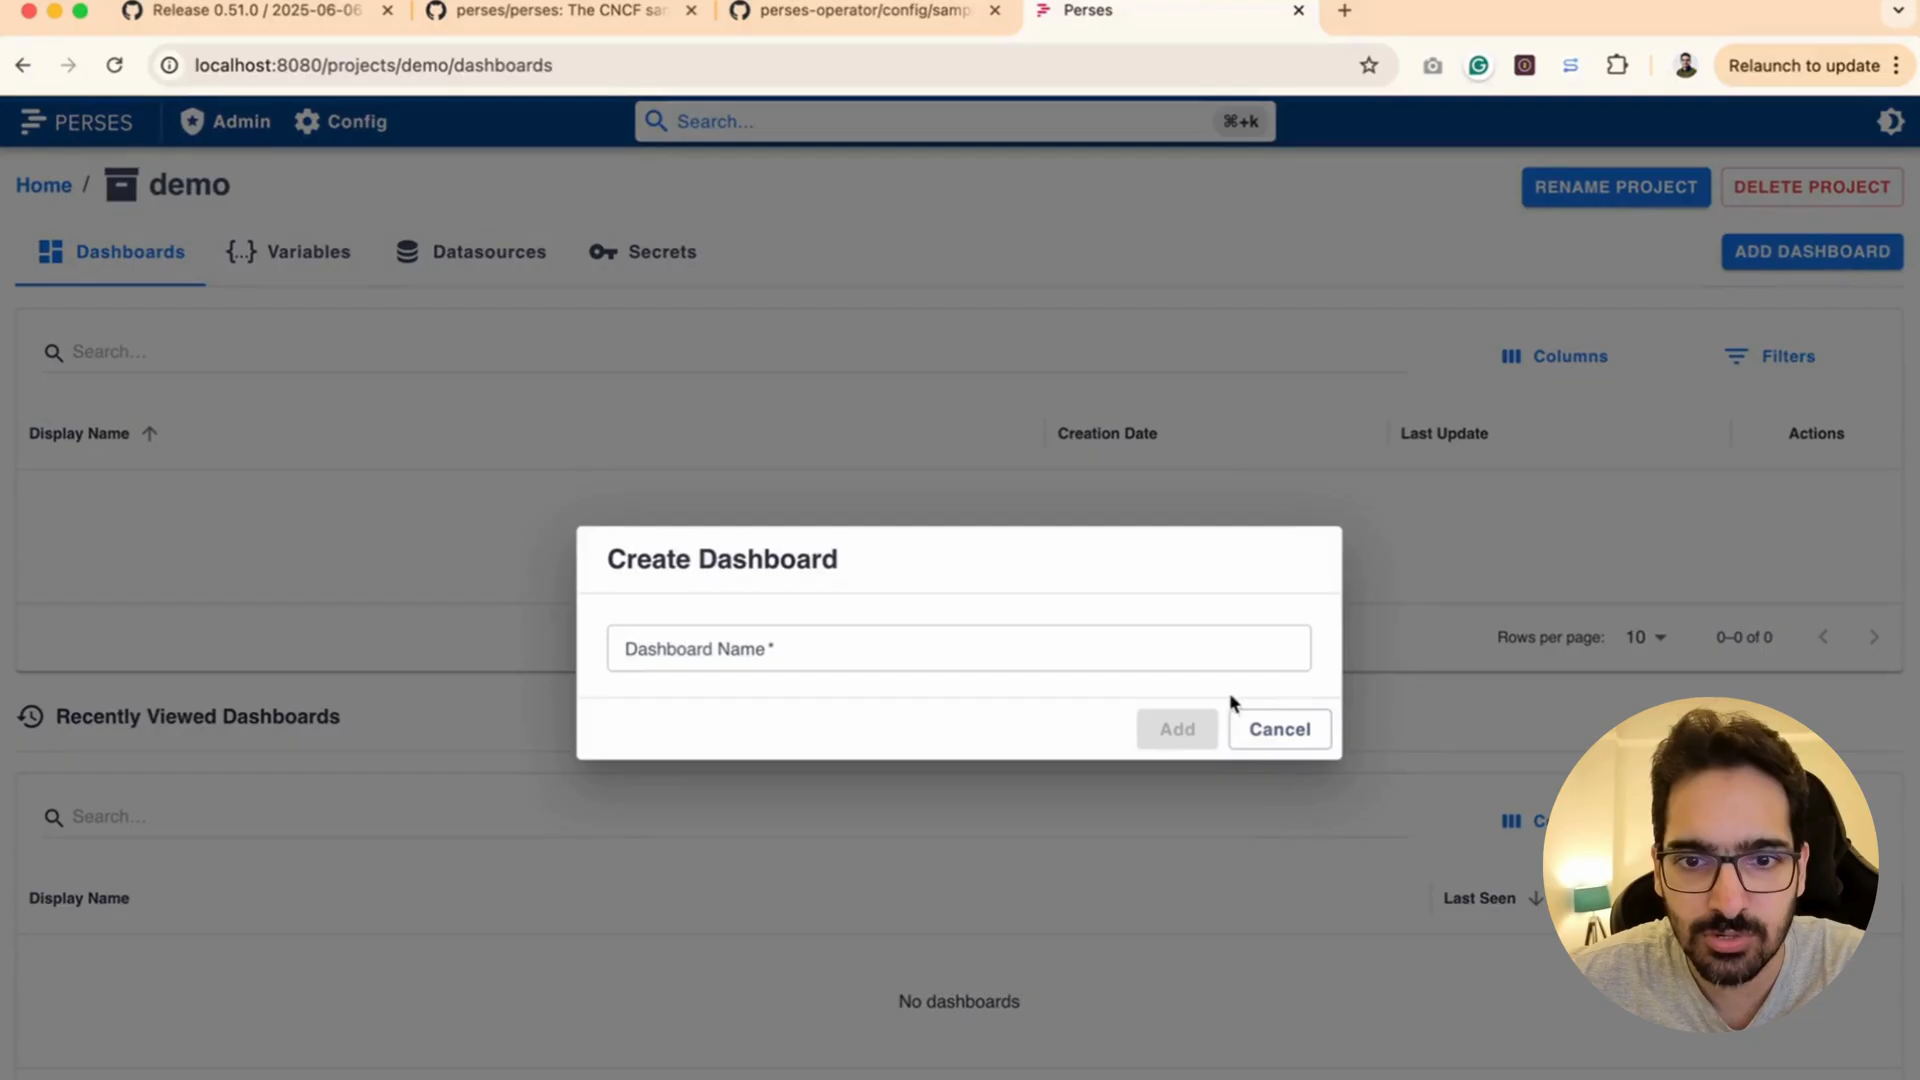 Release 0.51.0 / 2025-06-06
perses/perses: The CNCF sa
perses-operator/config/samp
Perses
localhost:8080/projects/demo/dashboards
Relaunch to update
PERSES
Admin
Config
Search...
⌘+k
Home / demo
RENAME PROJECT
DELETE PROJECT
Dashboards
{...} Variables
Datasources
Secrets
ADD DASHBOARD
Search...
Columns
Filters
Display Name
Creation Date
Last Update
Actions
Create Dashboard
Dashboard Name*
Add
Cancel
Rows per page: 10
0–0 of 0
Recently Viewed Dashboards
Search...
Display Name
Last Seen
No dashboards